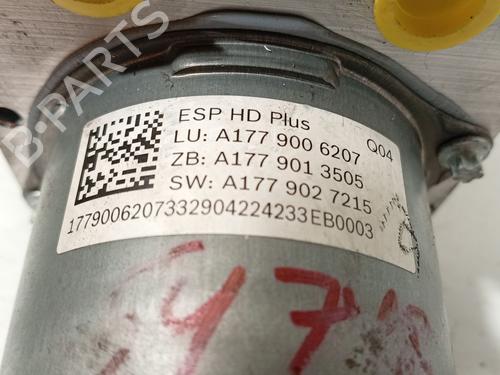 B-PARTS
ESP HD Plus
Q04
LU: A177 900 6207
ZB: A177 901 3505
SW: A177 902 7215
1779006207332904224233EB0003